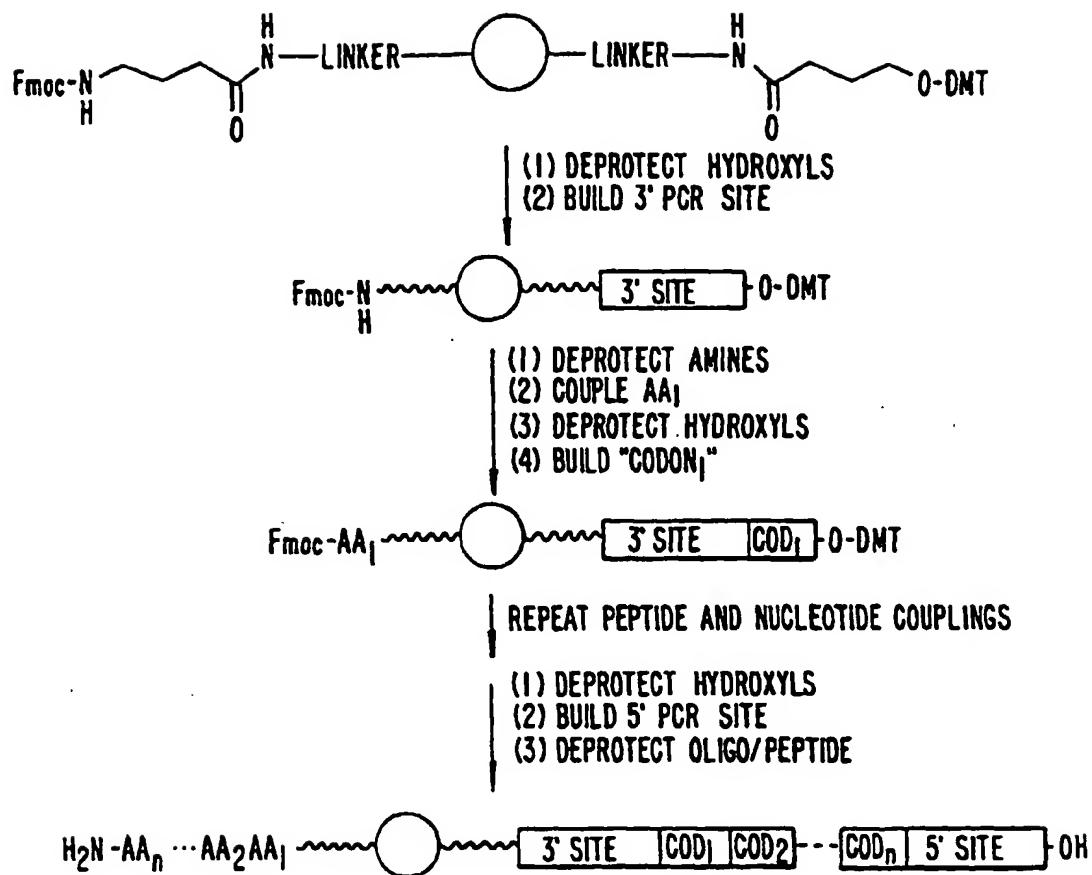 Fmoc-N H H N LINKER LINKER H N O O O-DMT
(1) DEPROTECT HYDROXYLS
(2) BUILD 3' PCR SITE
Fmoc-N H 3' SITE O-DMT
(1) DEPROTECT AMINES
(2) COUPLE AA1
(3) DEPROTECT HYDROXYLS
(4) BUILD "CODON1"
Fmoc-AA1 3' SITE COD1 O-DMT
REPEAT PEPTIDE AND NUCLEOTIDE COUPLINGS
(1) DEPROTECT HYDROXYLS
(2) BUILD 5' PCR SITE
(3) DEPROTECT OLIGO/PEPTIDE
H2N-AAn ···AA2AA1 3' SITE COD1 COD2 --- CODn 5' SITE OH